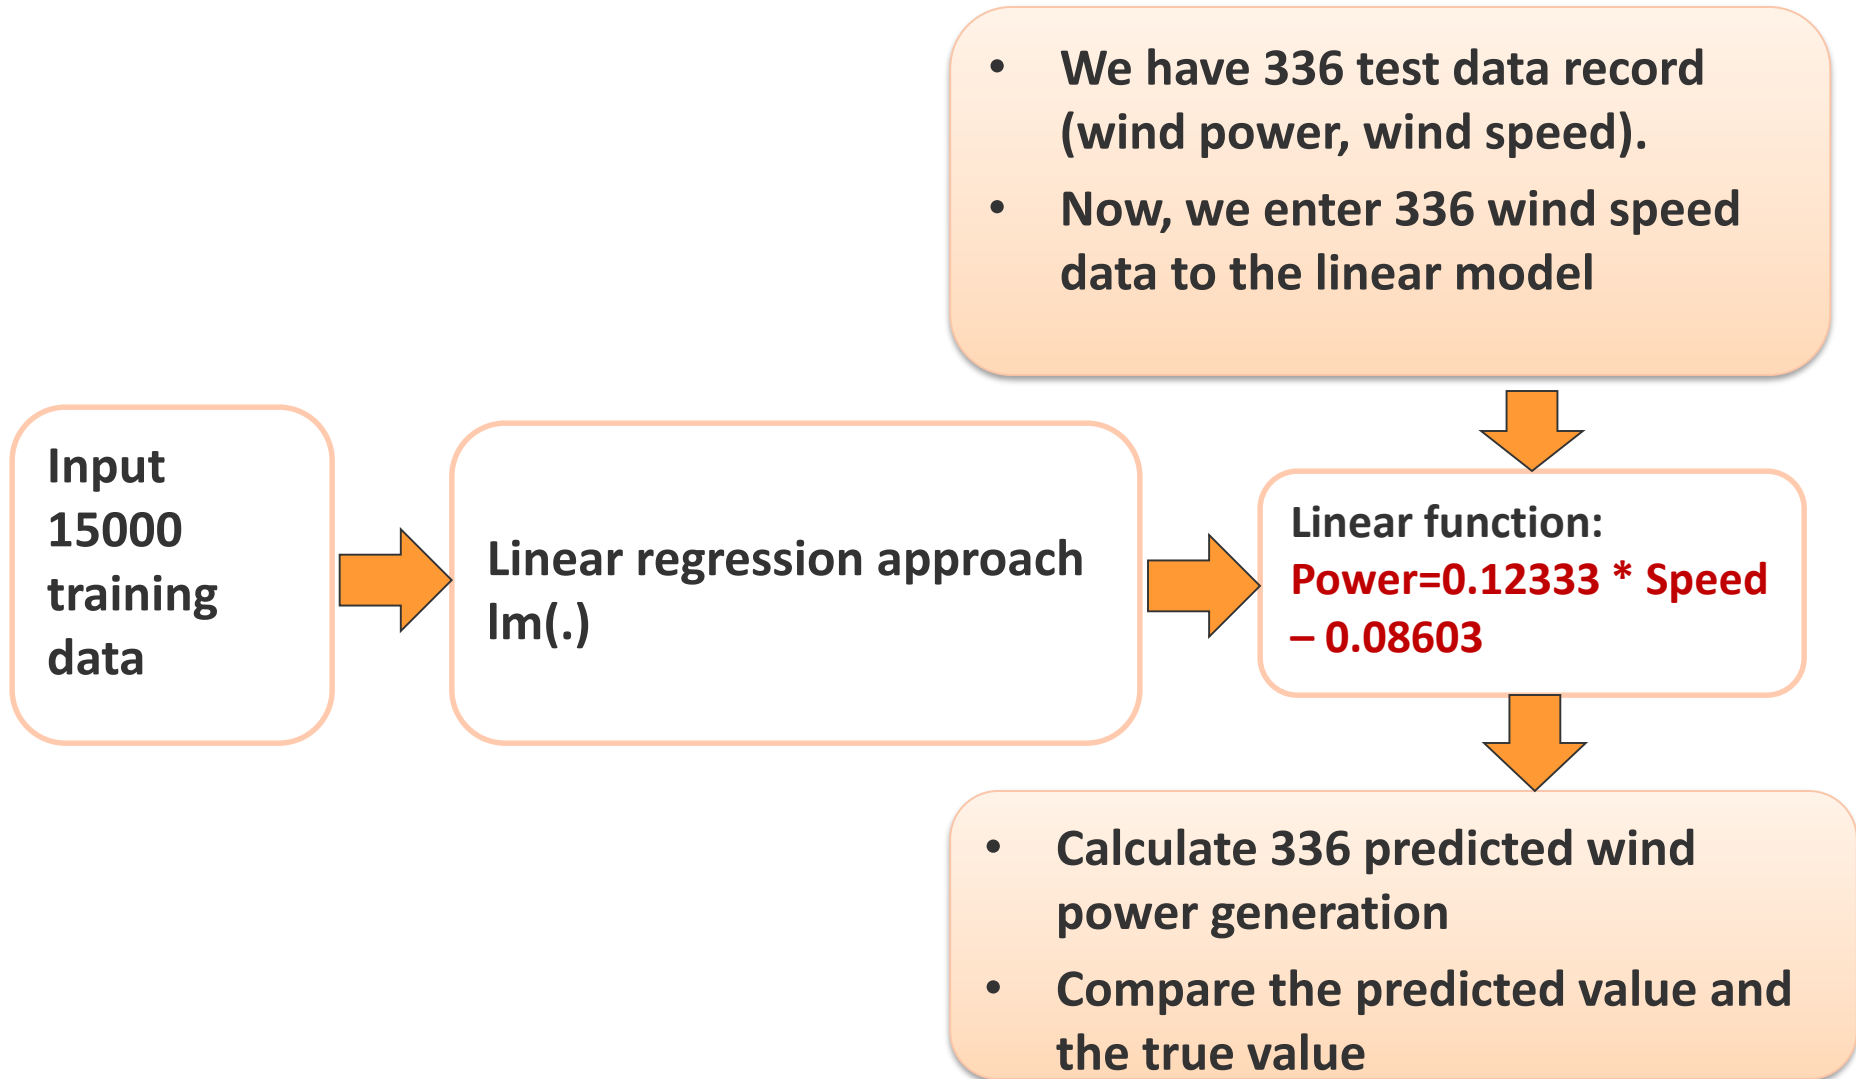 • We have 336 test data record
(wind power, wind speed).
• Now, we enter 336 wind speed
data to the linear model
Input
15000
training
data
Linear regression approach
lm(.)
Linear function:
Power=0.12333 * Speed
– 0.08603
• Calculate 336 predicted wind
power generation
• Compare the predicted value and
the true value